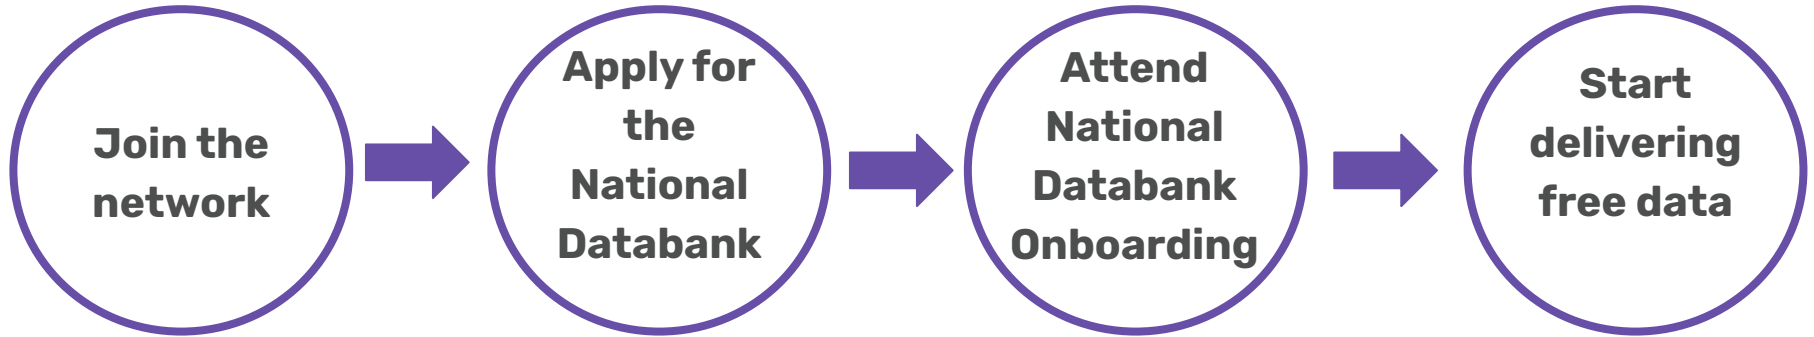 Join the
network
Apply for
the
National
Databank
Attend
National
Databank
Onboarding
Start
delivering
free data